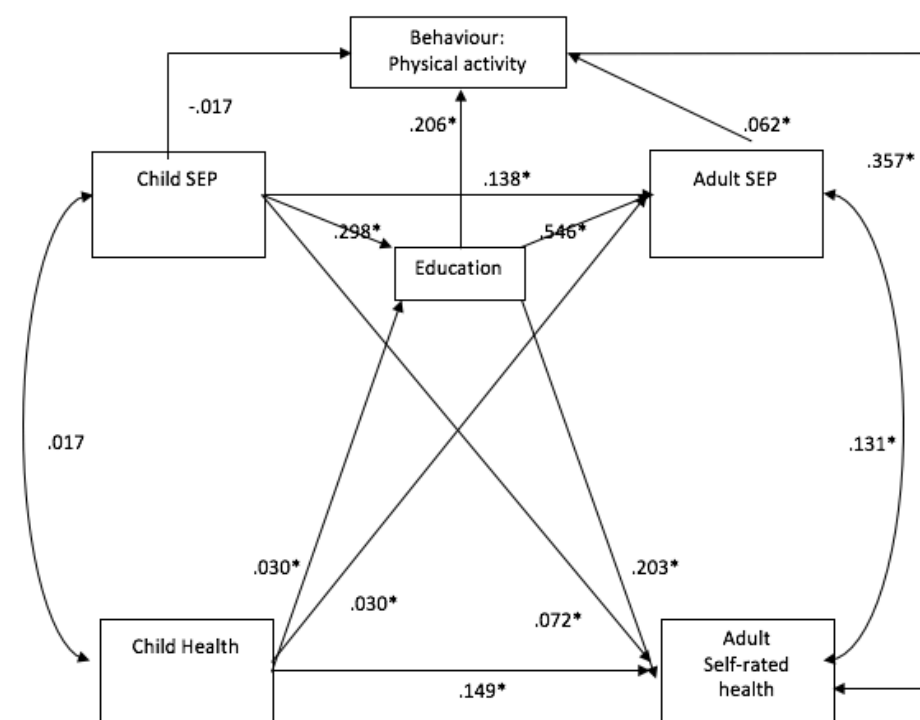 Behaviour:
Physical activity
-.017
.206*
.062*
.357*
Child SEP
.138*
Adult SEP
.298*
.546*
Education
.017
.131*
.030*
.030*
.072*
.203*
Child Health
.149*
Adult
Self-rated
health